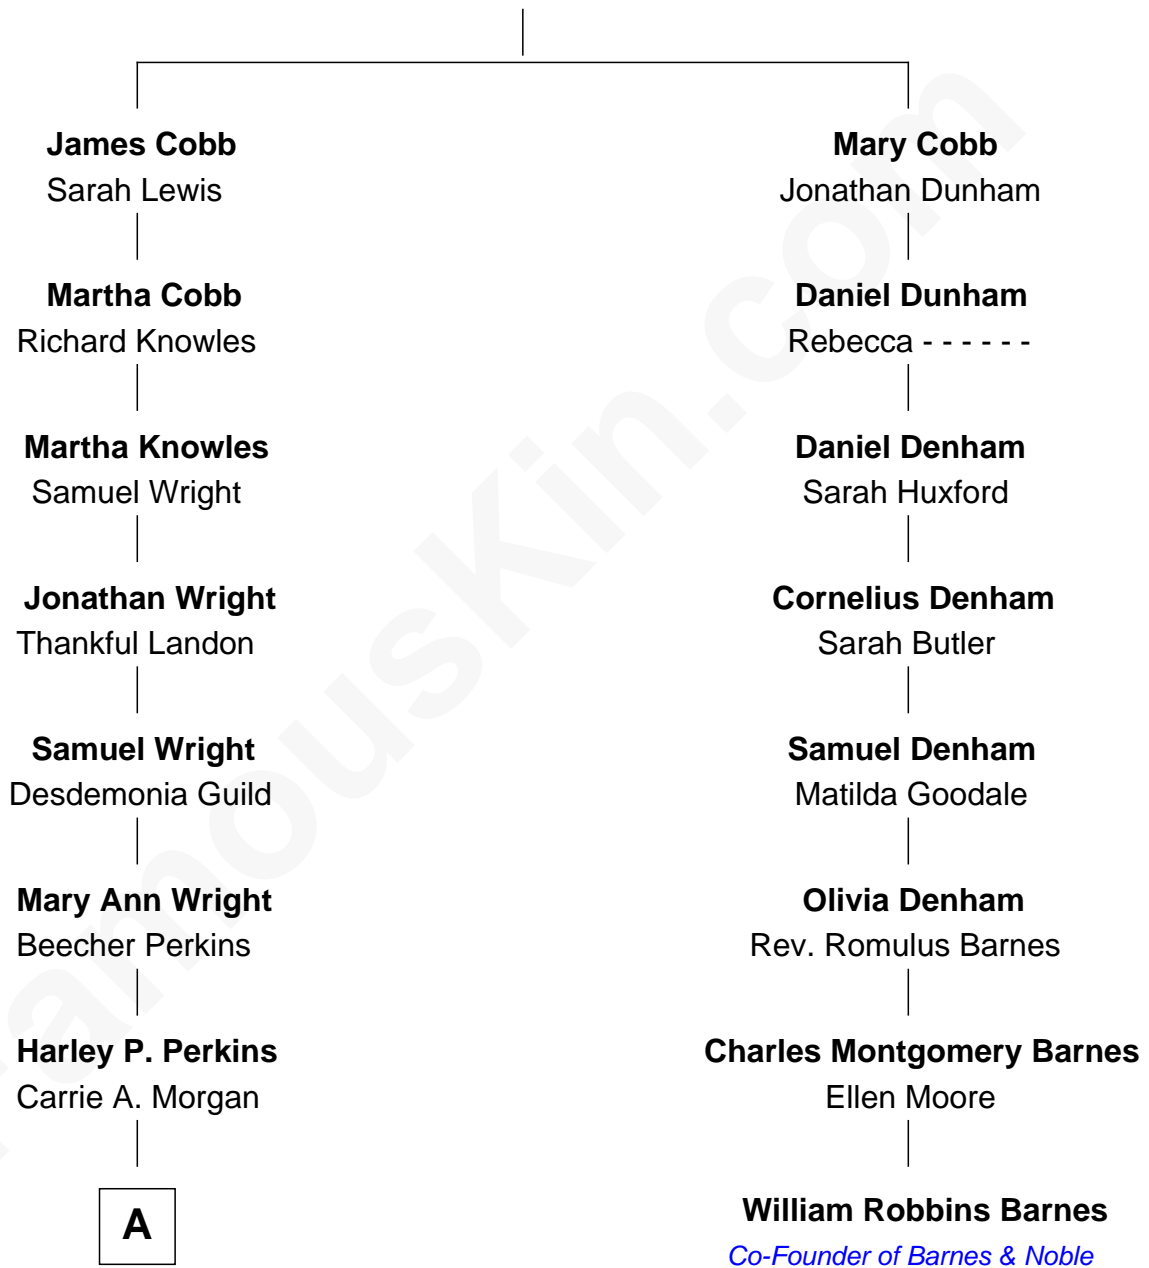 James Cobb
Sarah Lewis
Martha Cobb
Richard Knowles
Martha Knowles
Samuel Wright
Jonathan Wright
Thankful Landon
Samuel Wright
Desdemonia Guild
Mary Ann Wright
Beecher Perkins
Harley P. Perkins
Carrie A. Morgan
A
Mary Cobb
Jonathan Dunham
Daniel Dunham
Rebecca - - - - - -
Daniel Denham
Sarah Huxford
Cornelius Denham
Sarah Butler
Samuel Denham
Matilda Goodale
Olivia Denham
Rev. Romulus Barnes
Charles Montgomery Barnes
Ellen Moore
William Robbins Barnes
Co-Founder of Barnes & Noble
FamousKin.com